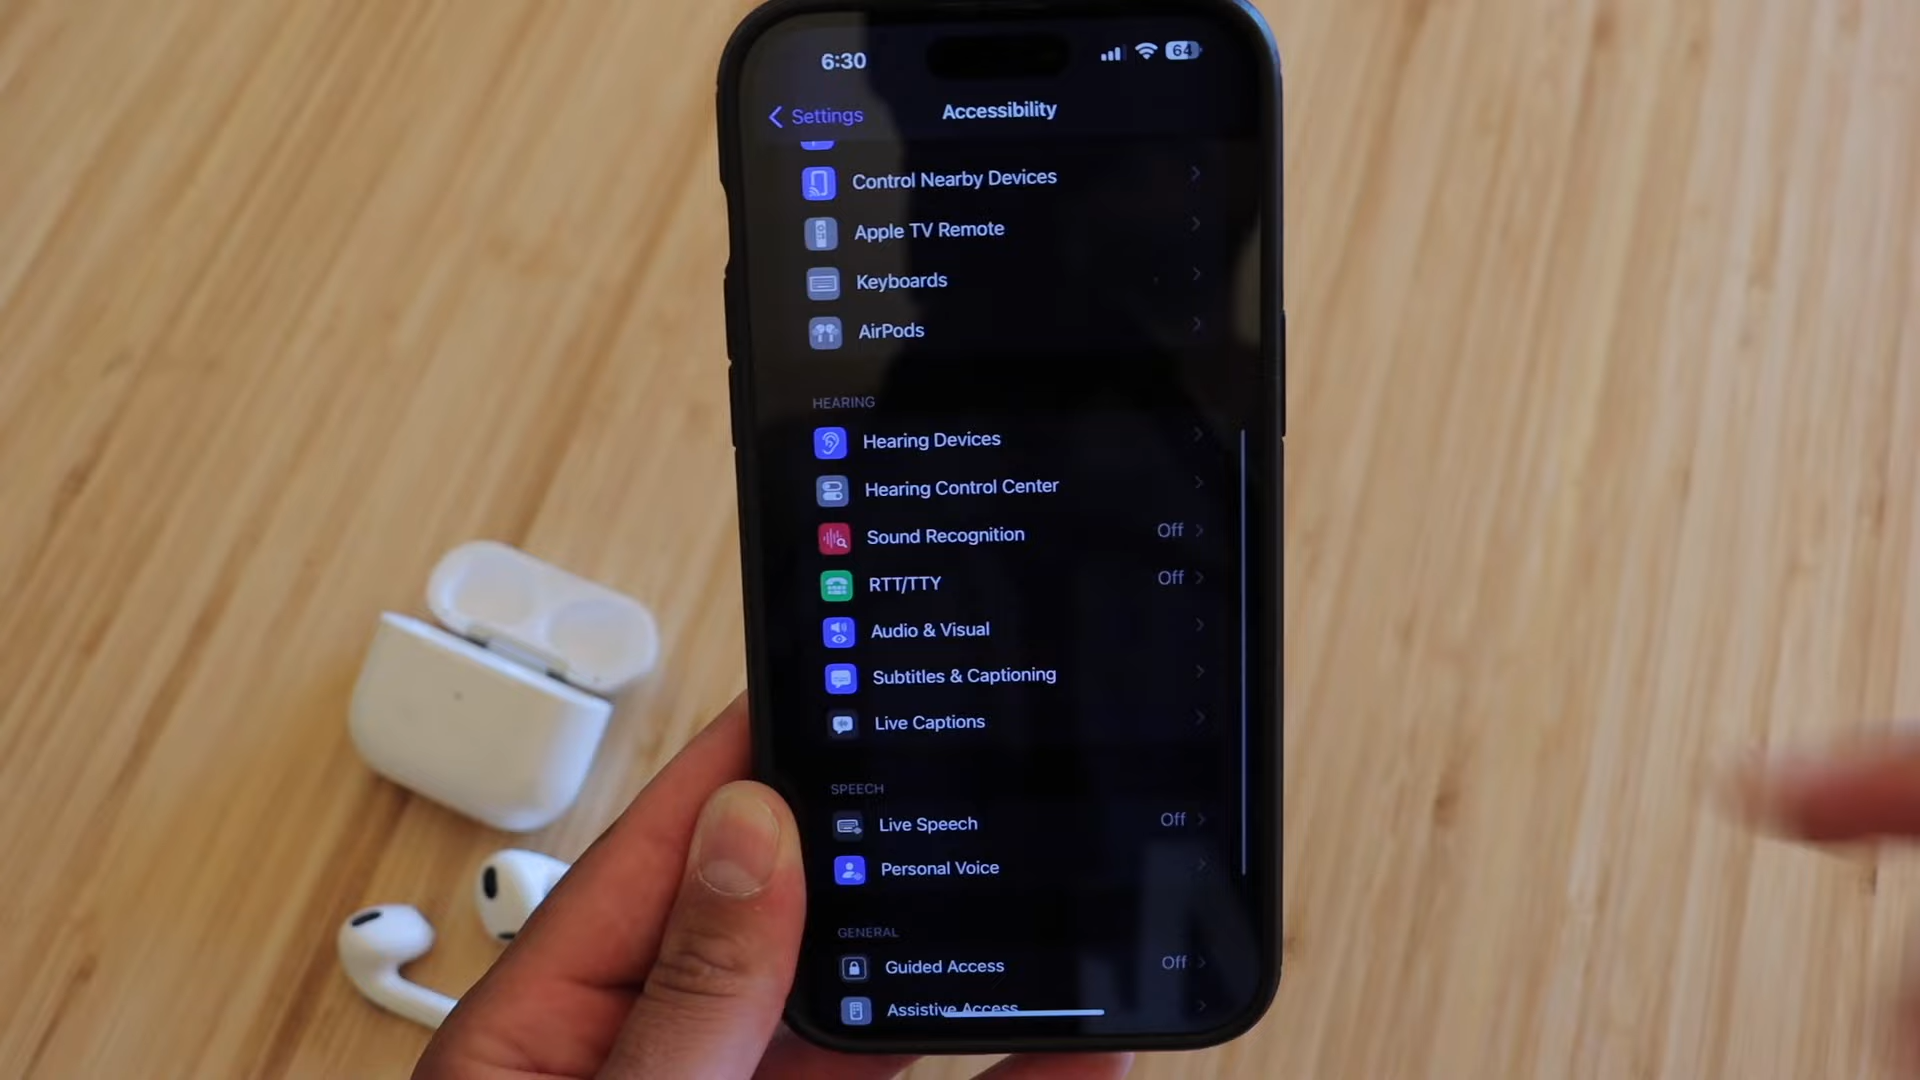 6:30
64
Settings
Accessibility
Control Nearby Devices
Apple TV Remote
Keyboards
AirPods
HEARING
Hearing Devices
Hearing Control Center
Sound Recognition Off
RTT/TTY Off
Audio & Visual
Subtitles & Captioning
Live Captions
SPEECH
Live Speech Off
Personal Voice
GENERAL
Guided Access Off
Assistive Access